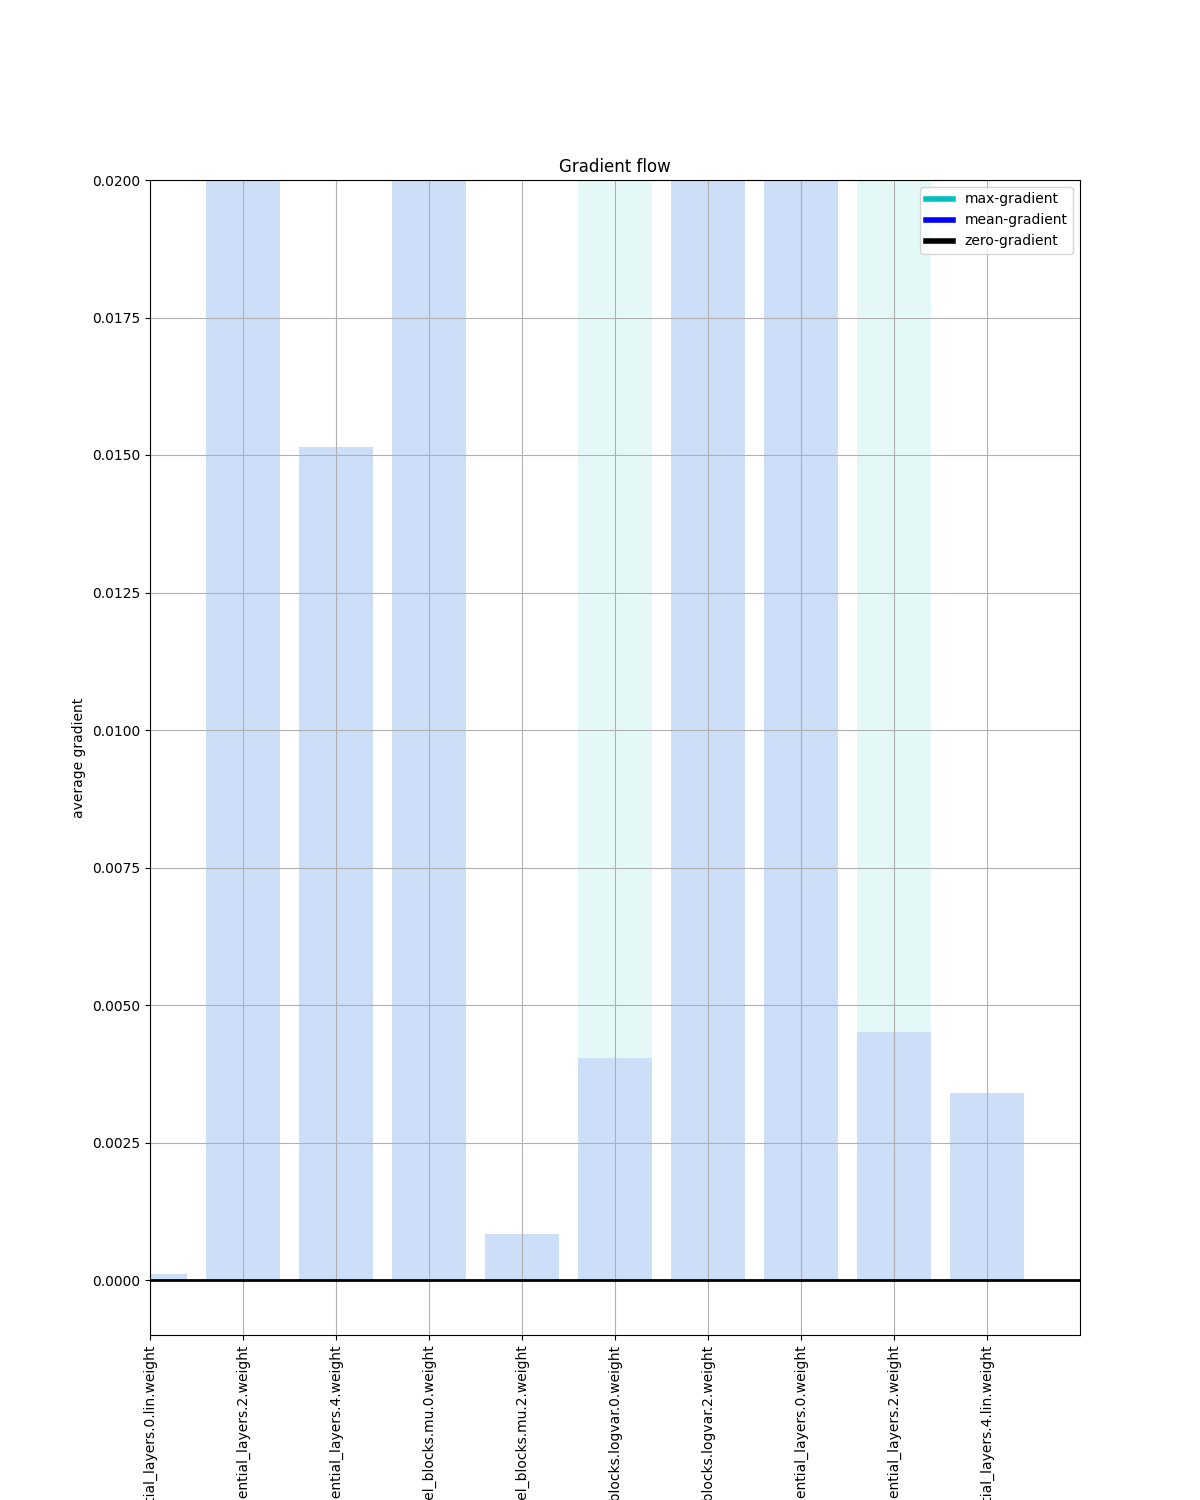 Gradient flow
max-gradient
mean-gradient
zero-gradient
0.0200
0.0175
0.0150
0.0125
0.0100
0.0075
0.0050
0.0025
0.0000
average gradient
tial_layers.0.lin.weight
ential_layers.2.weight
ential_layers.4.weight
el_blocks.mu.0.weight
el_blocks.mu.2.weight
blocks.logvar.0.weight
blocks.logvar.2.weight
ential_layers.0.weight
ential_layers.2.weight
tial_layers.4.lin.weight